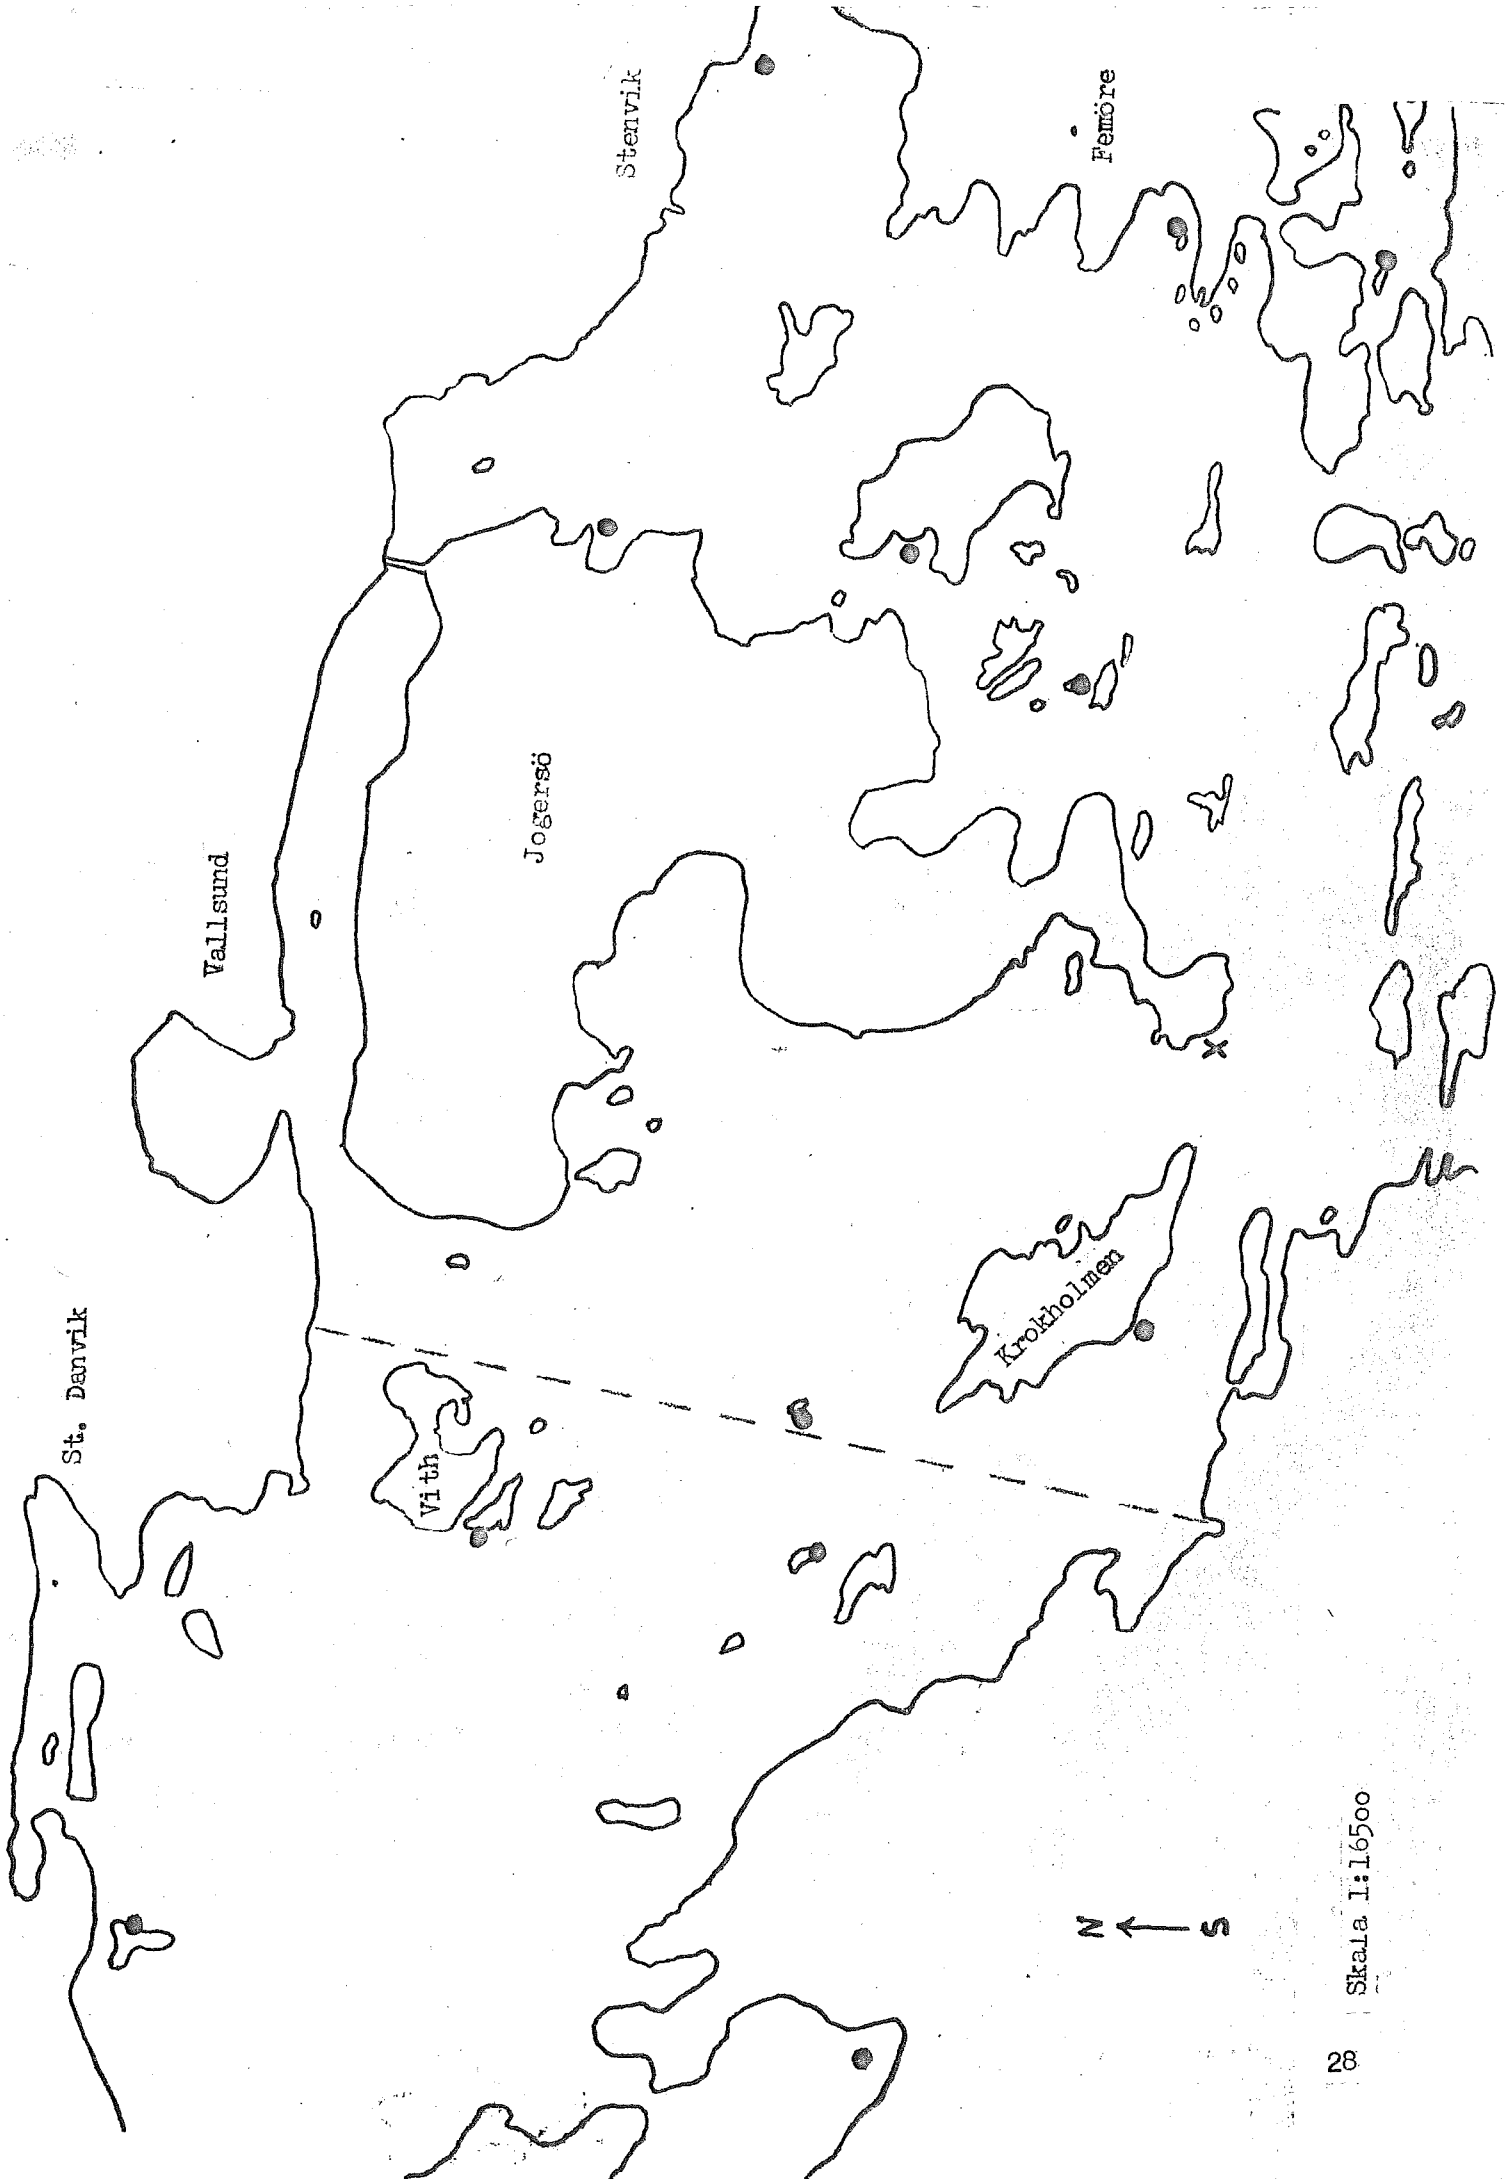 St. Danvik
Vallsund
Stenvik
Femöre
Jogersö
Vith
Krokholmen
x
N
S
Skala 1:16500
28